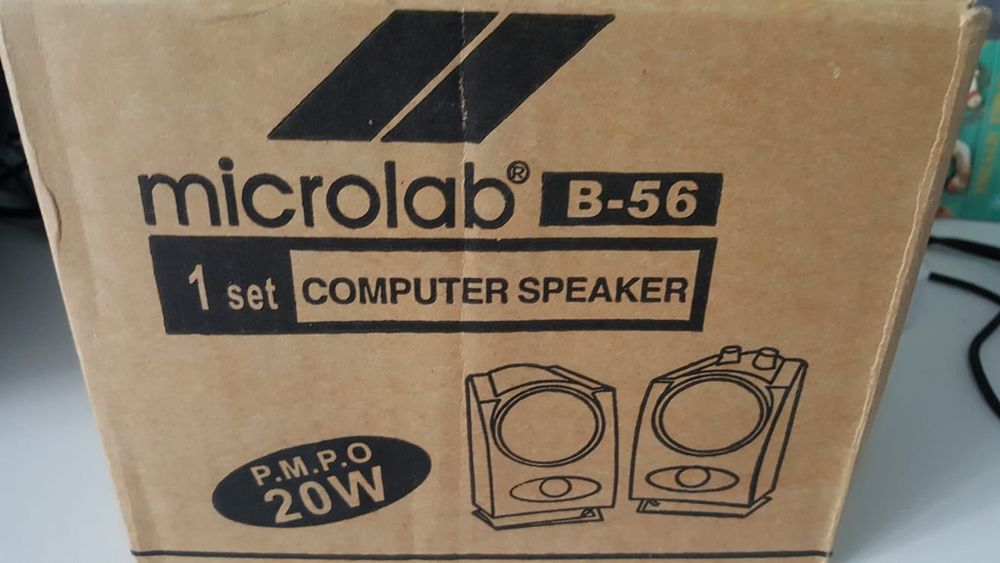 microlab® B-56
1 set COMPUTER SPEAKER
P.M.P.O
20W